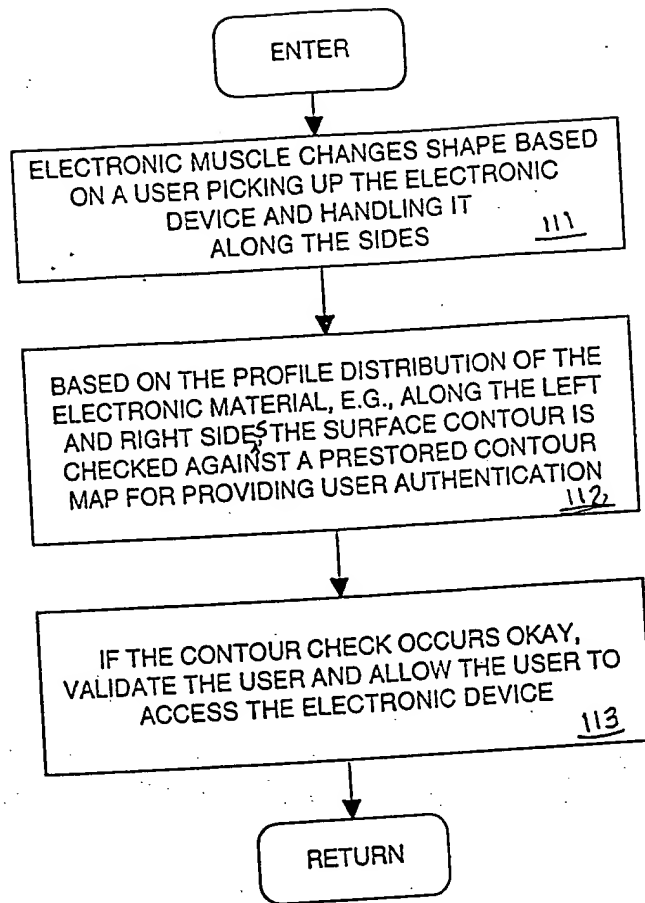 ENTER
ELECTRONIC MUSCLE CHANGES SHAPE BASED
ON A USER PICKING UP THE ELECTRONIC
DEVICE AND HANDLING IT
ALONG THE SIDES 111
BASED ON THE PROFILE DISTRIBUTION OF THE
ELECTRONIC MATERIAL, E.G., ALONG THE LEFT
AND RIGHT SIDES, THE SURFACE CONTOUR IS
CHECKED AGAINST A PRESTORED CONTOUR
MAP FOR PROVIDING USER AUTHENTICATION
112
IF THE CONTOUR CHECK OCCURS OKAY,
VALIDATE THE USER AND ALLOW THE USER TO
ACCESS THE ELECTRONIC DEVICE
113
RETURN